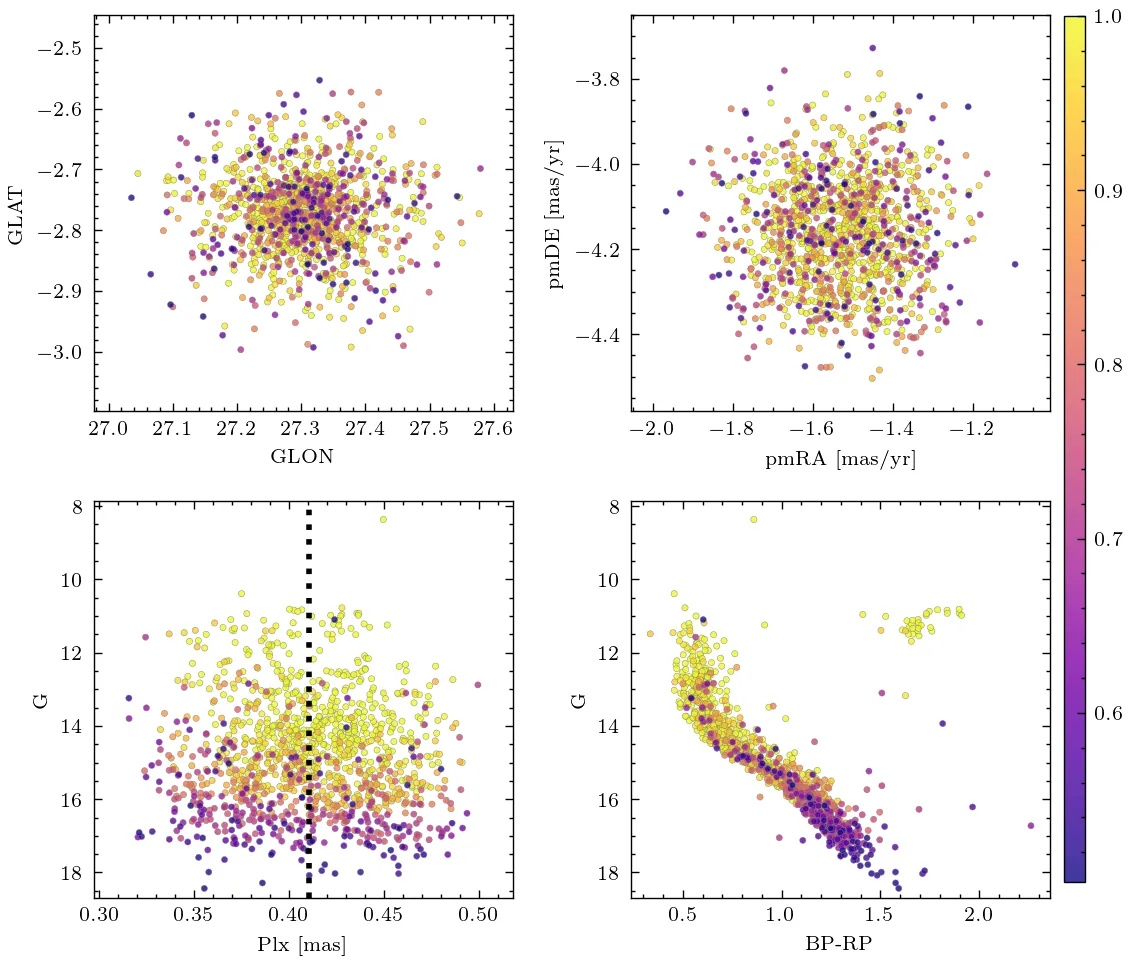 −2.5
−2.6
−2.7
−2.8
−2.9
−3.0
GLAT
27.0 27.1 27.2 27.3 27.4 27.5 27.6
GLON
−3.8
−4.0
−4.2
−4.4
pmDE [mas/yr]
−2.0 −1.8 −1.6 −1.4 −1.2
pmRA [mas/yr]
1.0
0.9
0.8
0.7
0.6
8
10
12
14
16
18
G
0.30 0.35 0.40 0.45 0.50
Plx [mas]
8
10
12
14
16
18
G
0.5 1.0 1.5 2.0
BP-RP